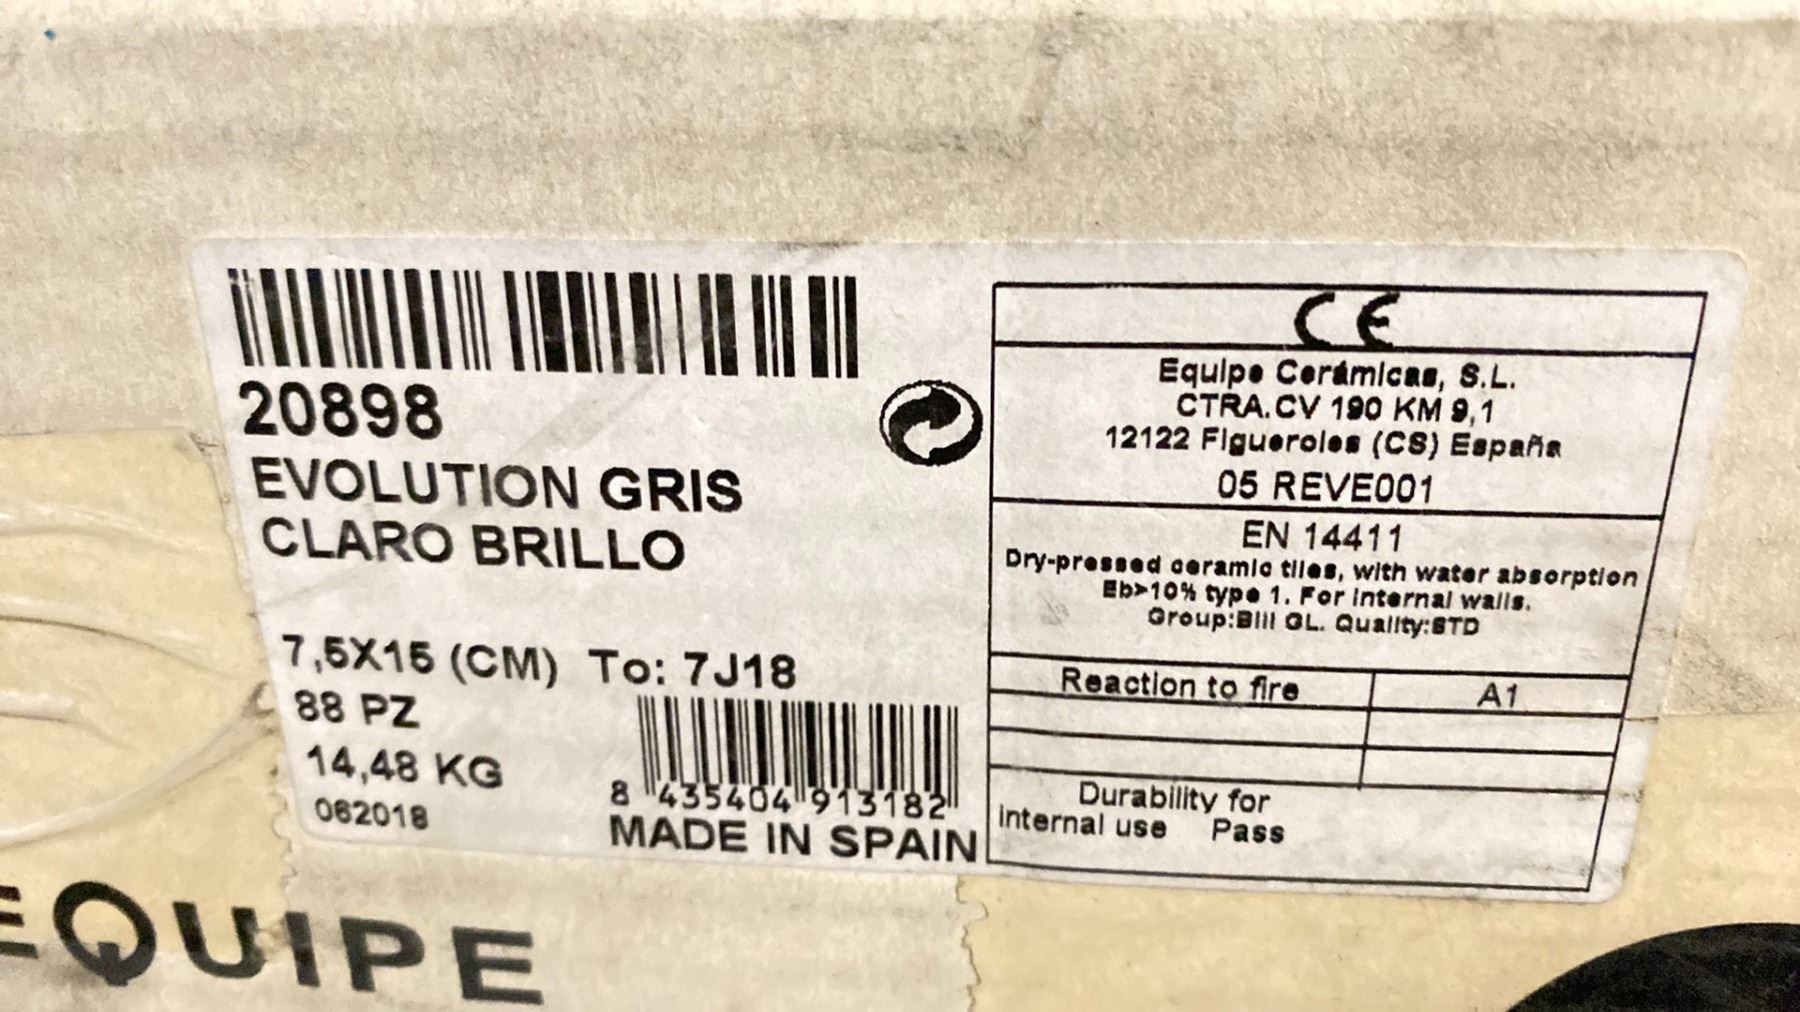 20898
EVOLUTION GRIS
CLARO BRILLO
7,5X15 (CM) To: 7J18
88 PZ
14,48 KG
062018
8 435404 913182
MADE IN SPAIN
CE
Equipe Cerámicas, S.L.
CTRA.CV 190 KM 9,1
12122 Figueroles (CS) España
05 REVE001
EN 14411
Dry-pressed ceramic tiles, with water absorption
Eb>10% type 1. For internal walls.
Group:BIII GL. Quality:STD
Reaction to fire A1
Durability for
internal use Pass
EQUIPE